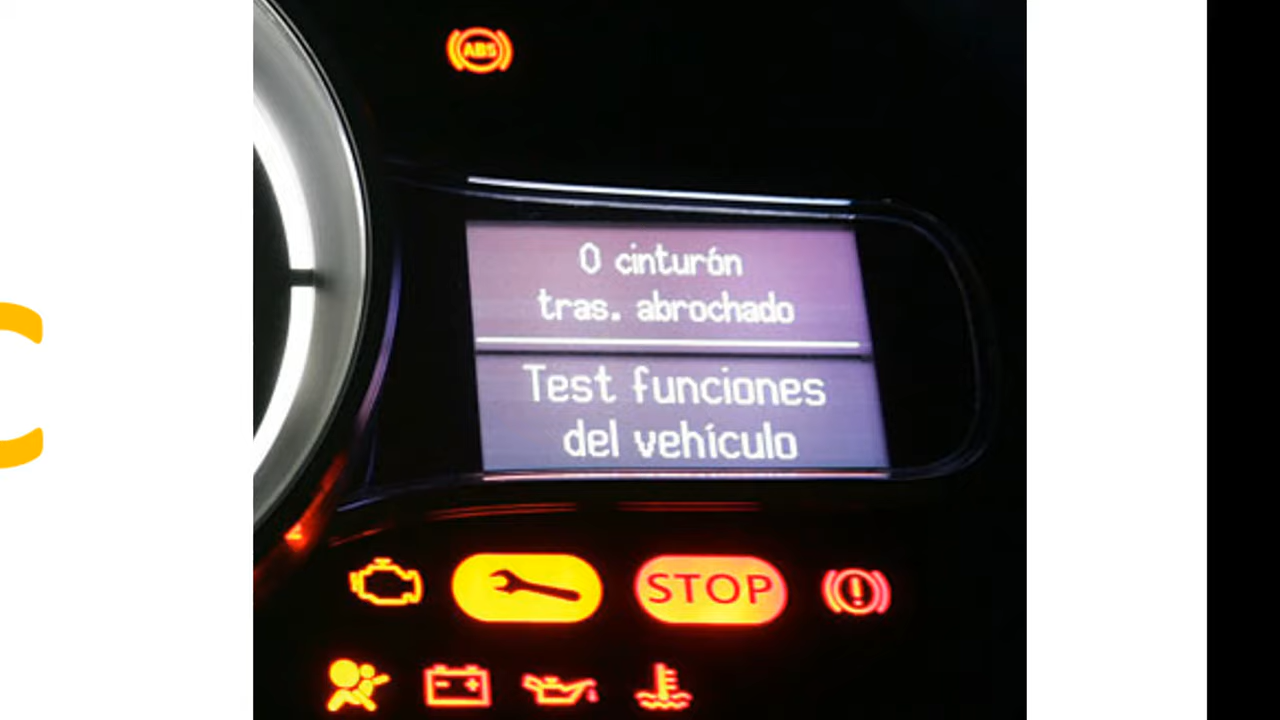 ABS
0 cinturón
tras. abrochado
Test funciones
del vehículo
STOP